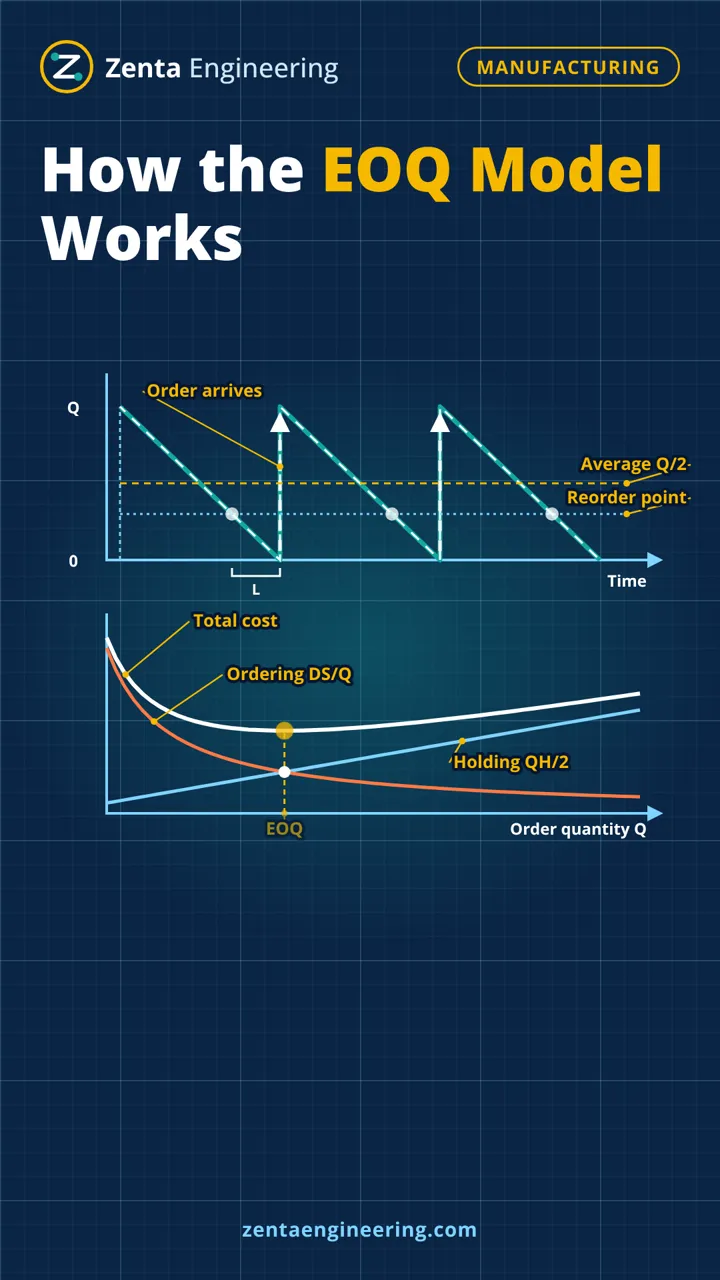 Zenta Engineering
MANUFACTURING
How the EOQ Model
Works
Order arrives
Q
Average Q/2
Reorder point
0
Time
L
Total cost
Ordering DS/Q
Holding QH/2
EOQ
Order quantity Q
zentaengineering.com